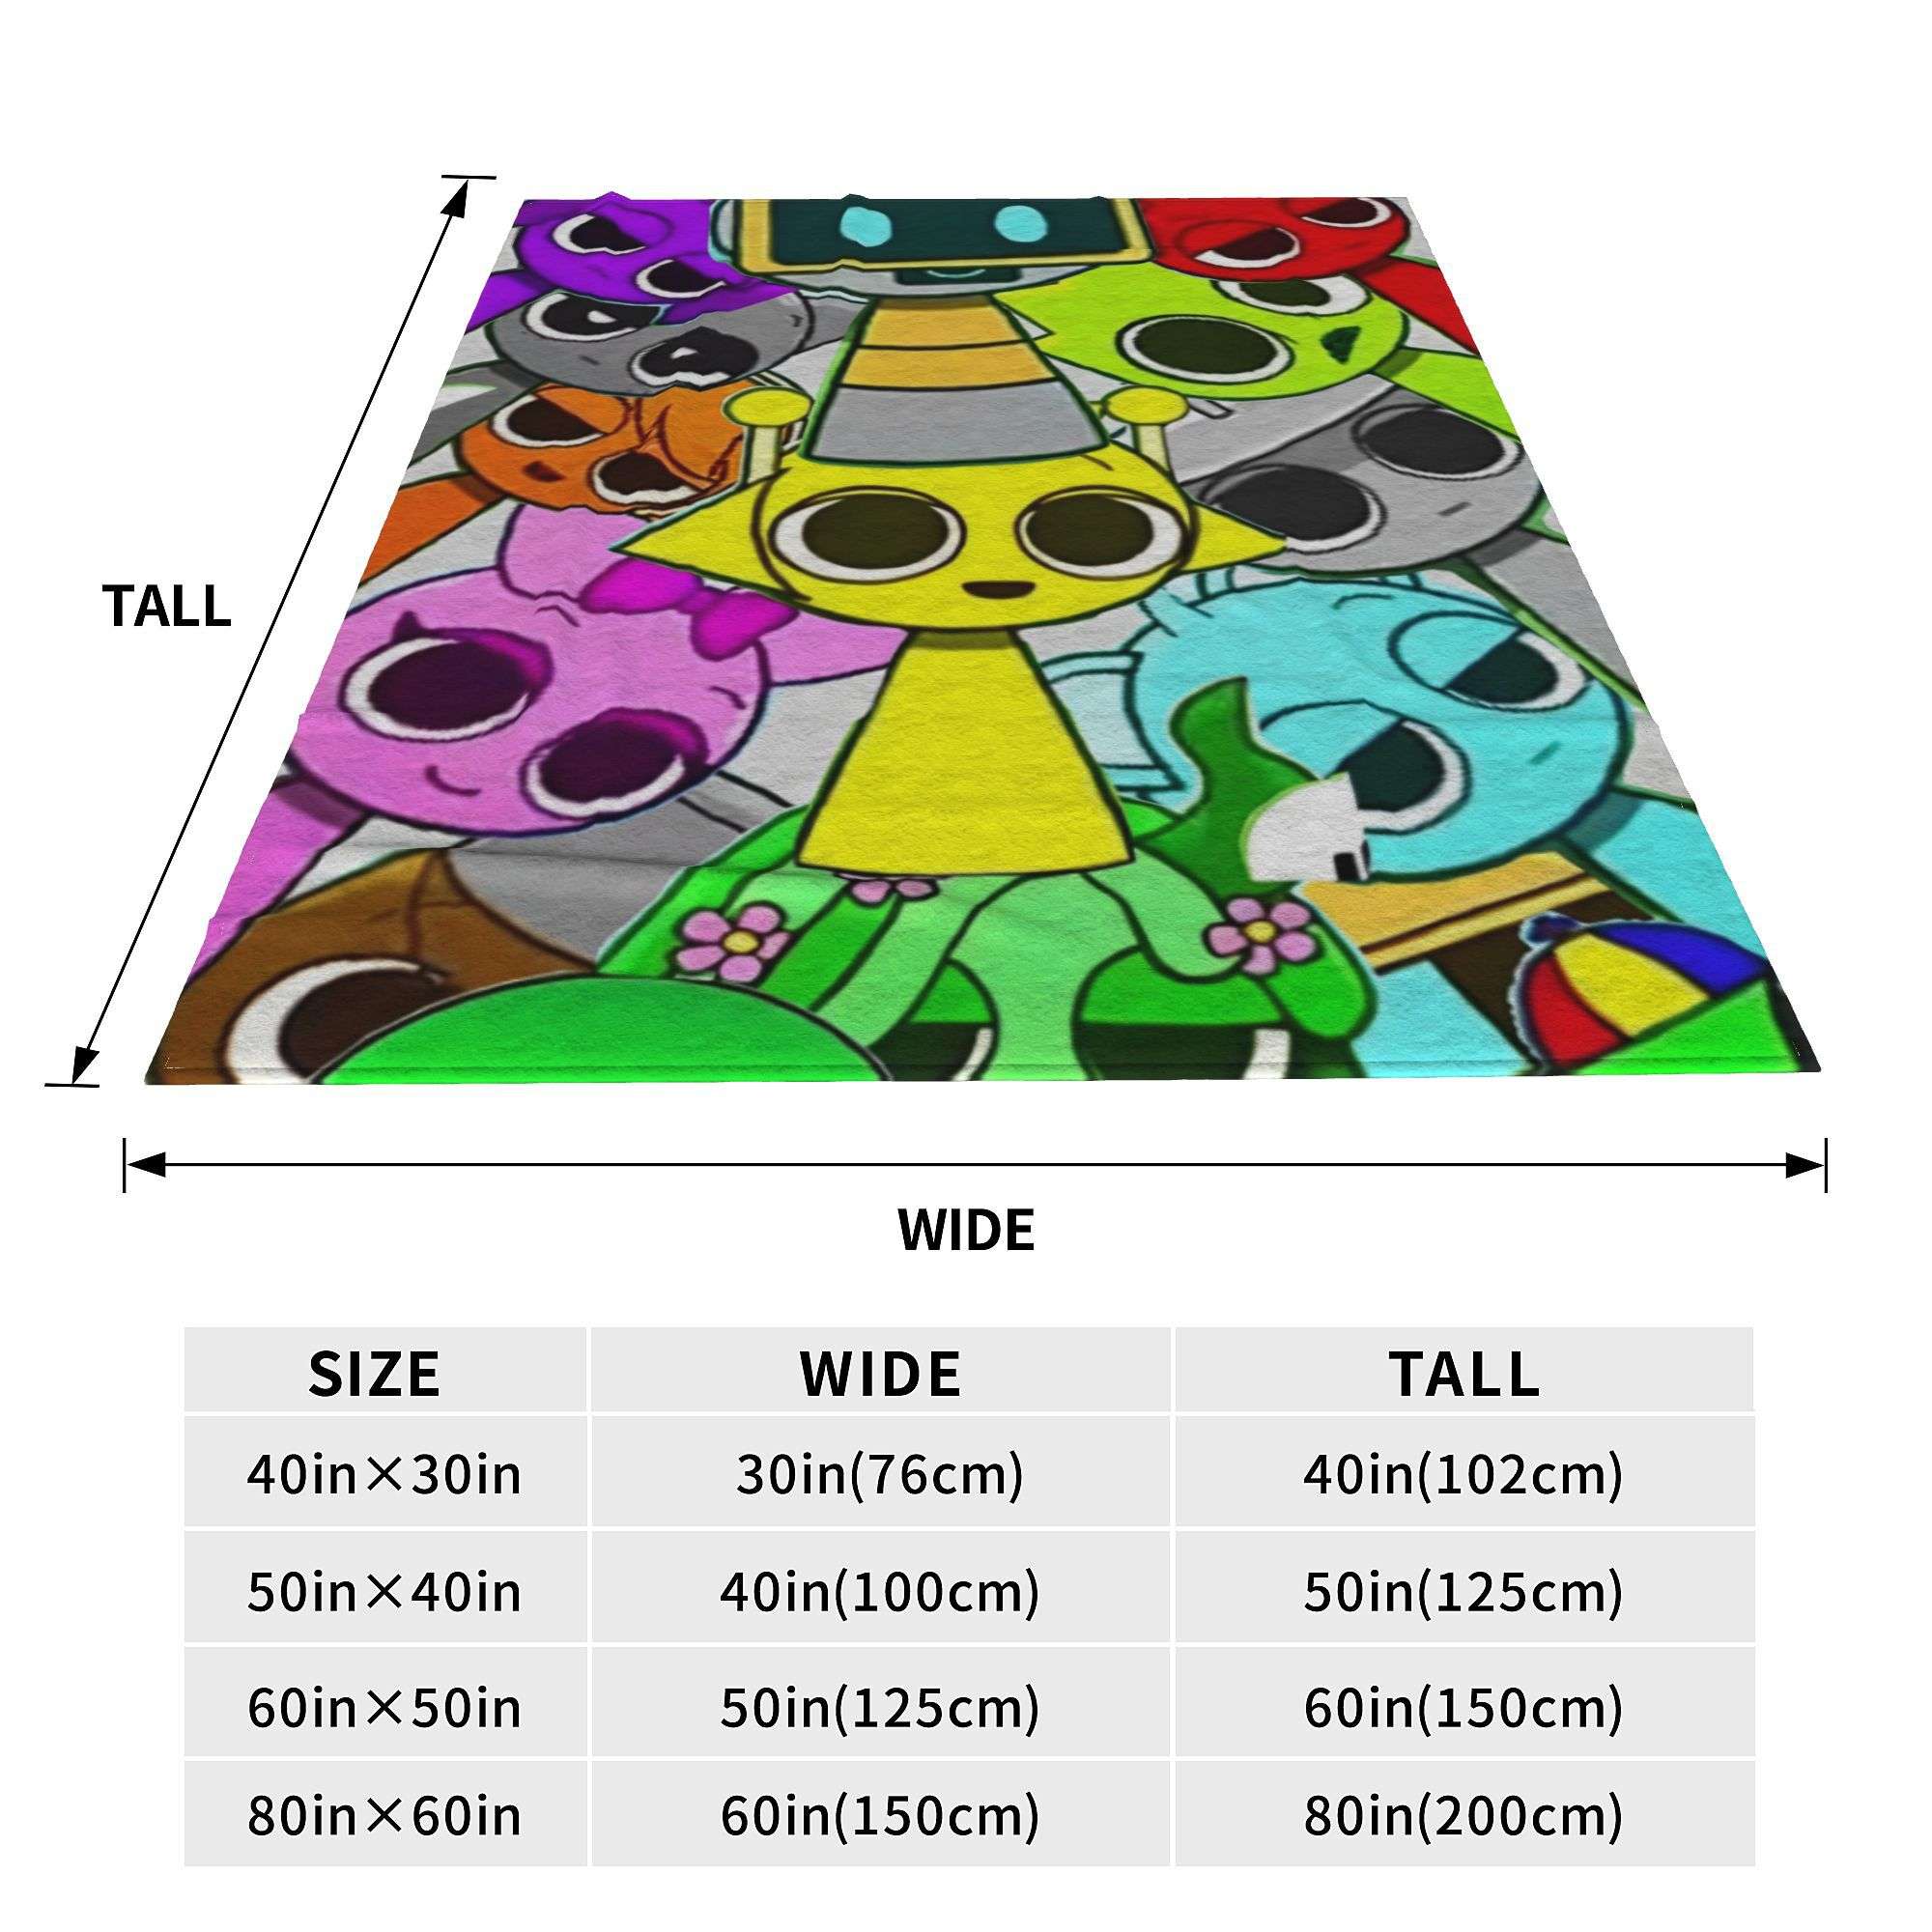 TALL
WIDE
SIZE WIDE TALL
40in×30in 30in(76cm) 40in(102cm)
50in×40in 40in(100cm) 50in(125cm)
60in×50in 50in(125cm) 60in(150cm)
80in×60in 60in(150cm) 80in(200cm)